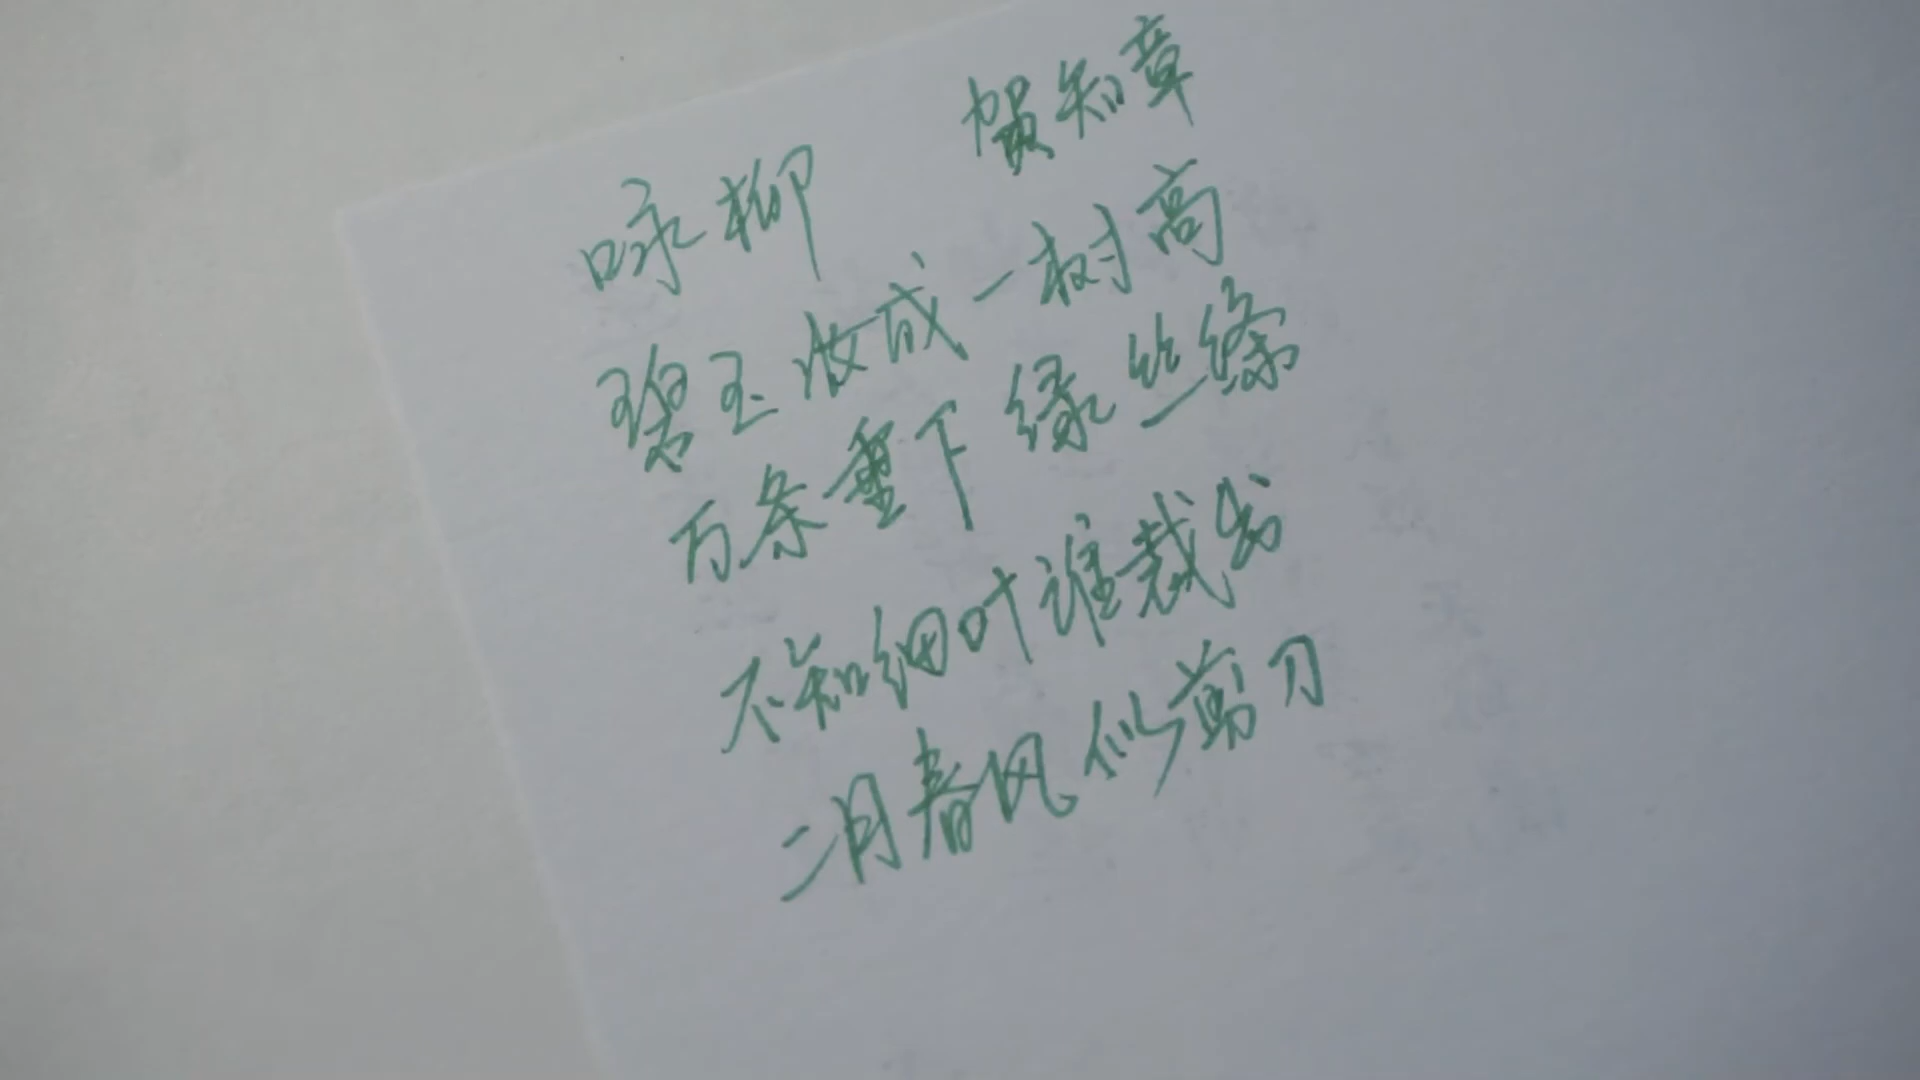 咏柳 贺知章
碧玉妆成一树高
万条垂下绿丝绦
不知细叶谁裁出
二月春风似剪刀